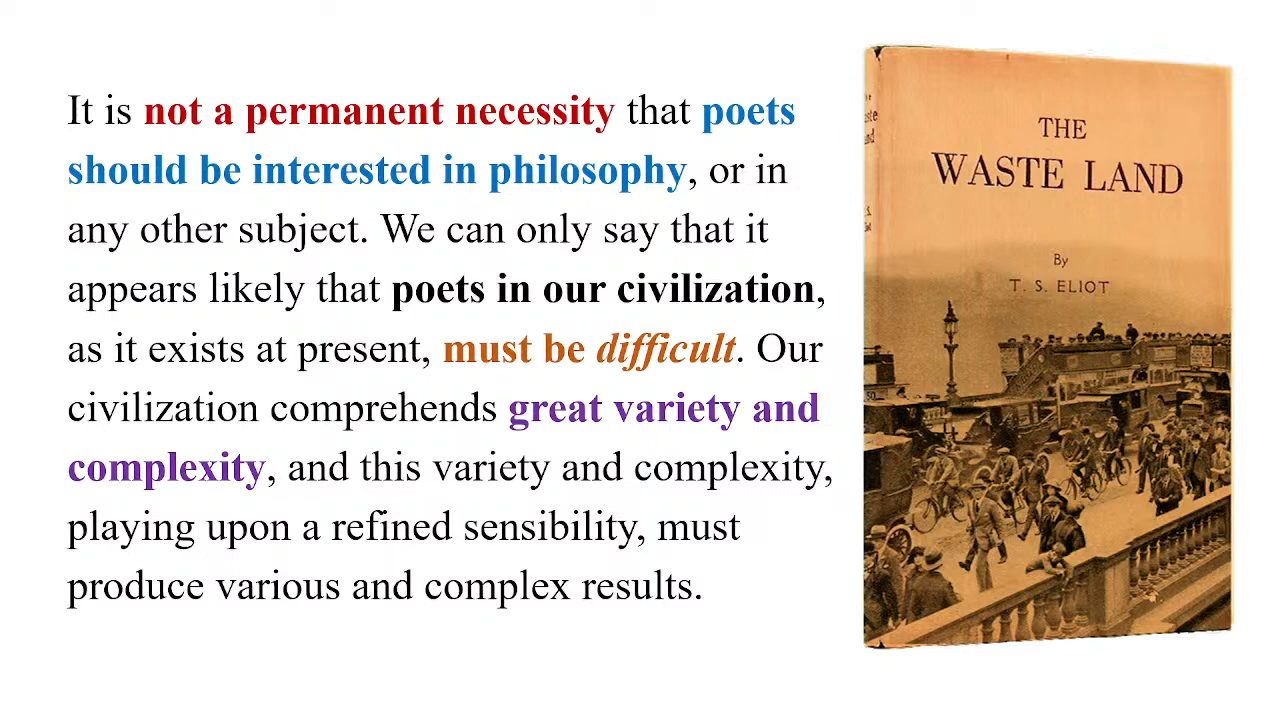 It is not a permanent necessity that poets
should be interested in philosophy, or in
any other subject. We can only say that it
appears likely that poets in our civilization,
as it exists at present, must be difficult. Our
civilization comprehends great variety and
complexity, and this variety and complexity,
playing upon a refined sensibility, must
produce various and complex results.
THE
WASTE LAND
By
T. S. ELIOT